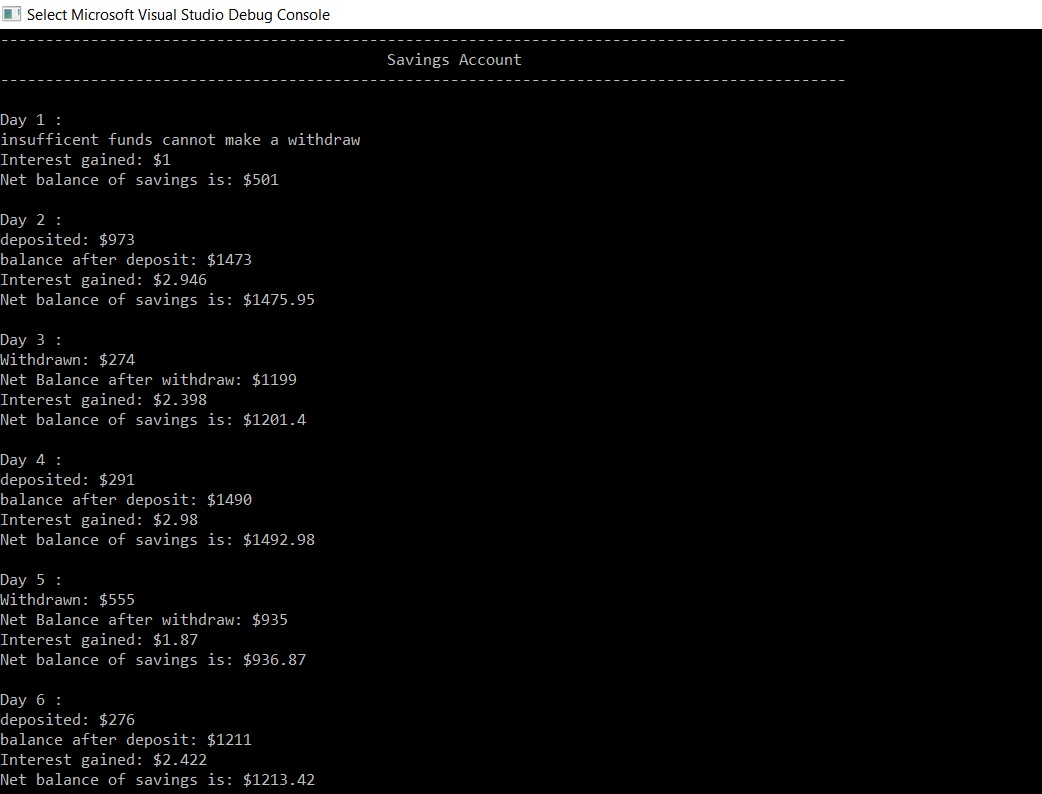 Select Microsoft Visual Studio Debug Console
----------------------------------------------------------------------------------------------
Savings Account
----------------------------------------------------------------------------------------------
Day 1 :
insufficent funds cannot make a withdraw
Interest gained: $1
Net balance of savings is: $501
Day 2 :
deposited: $973
balance after deposit: $1473
Interest gained: $2.946
Net balance of savings is: $1475.95
Day 3 :
Withdrawn: $274
Net Balance after withdraw: $1199
Interest gained: $2.398
Net balance of savings is: $1201.4
Day 4 :
deposited: $291
balance after deposit: $1490
Interest gained: $2.98
Net balance of savings is: $1492.98
Day 5 :
Withdrawn: $555
Net Balance after withdraw: $935
Interest gained: $1.87
Net balance of savings is: $936.87
Day 6 :
deposited: $276
balance after deposit: $1211
Interest gained: $2.422
Net balance of savings is: $1213.42